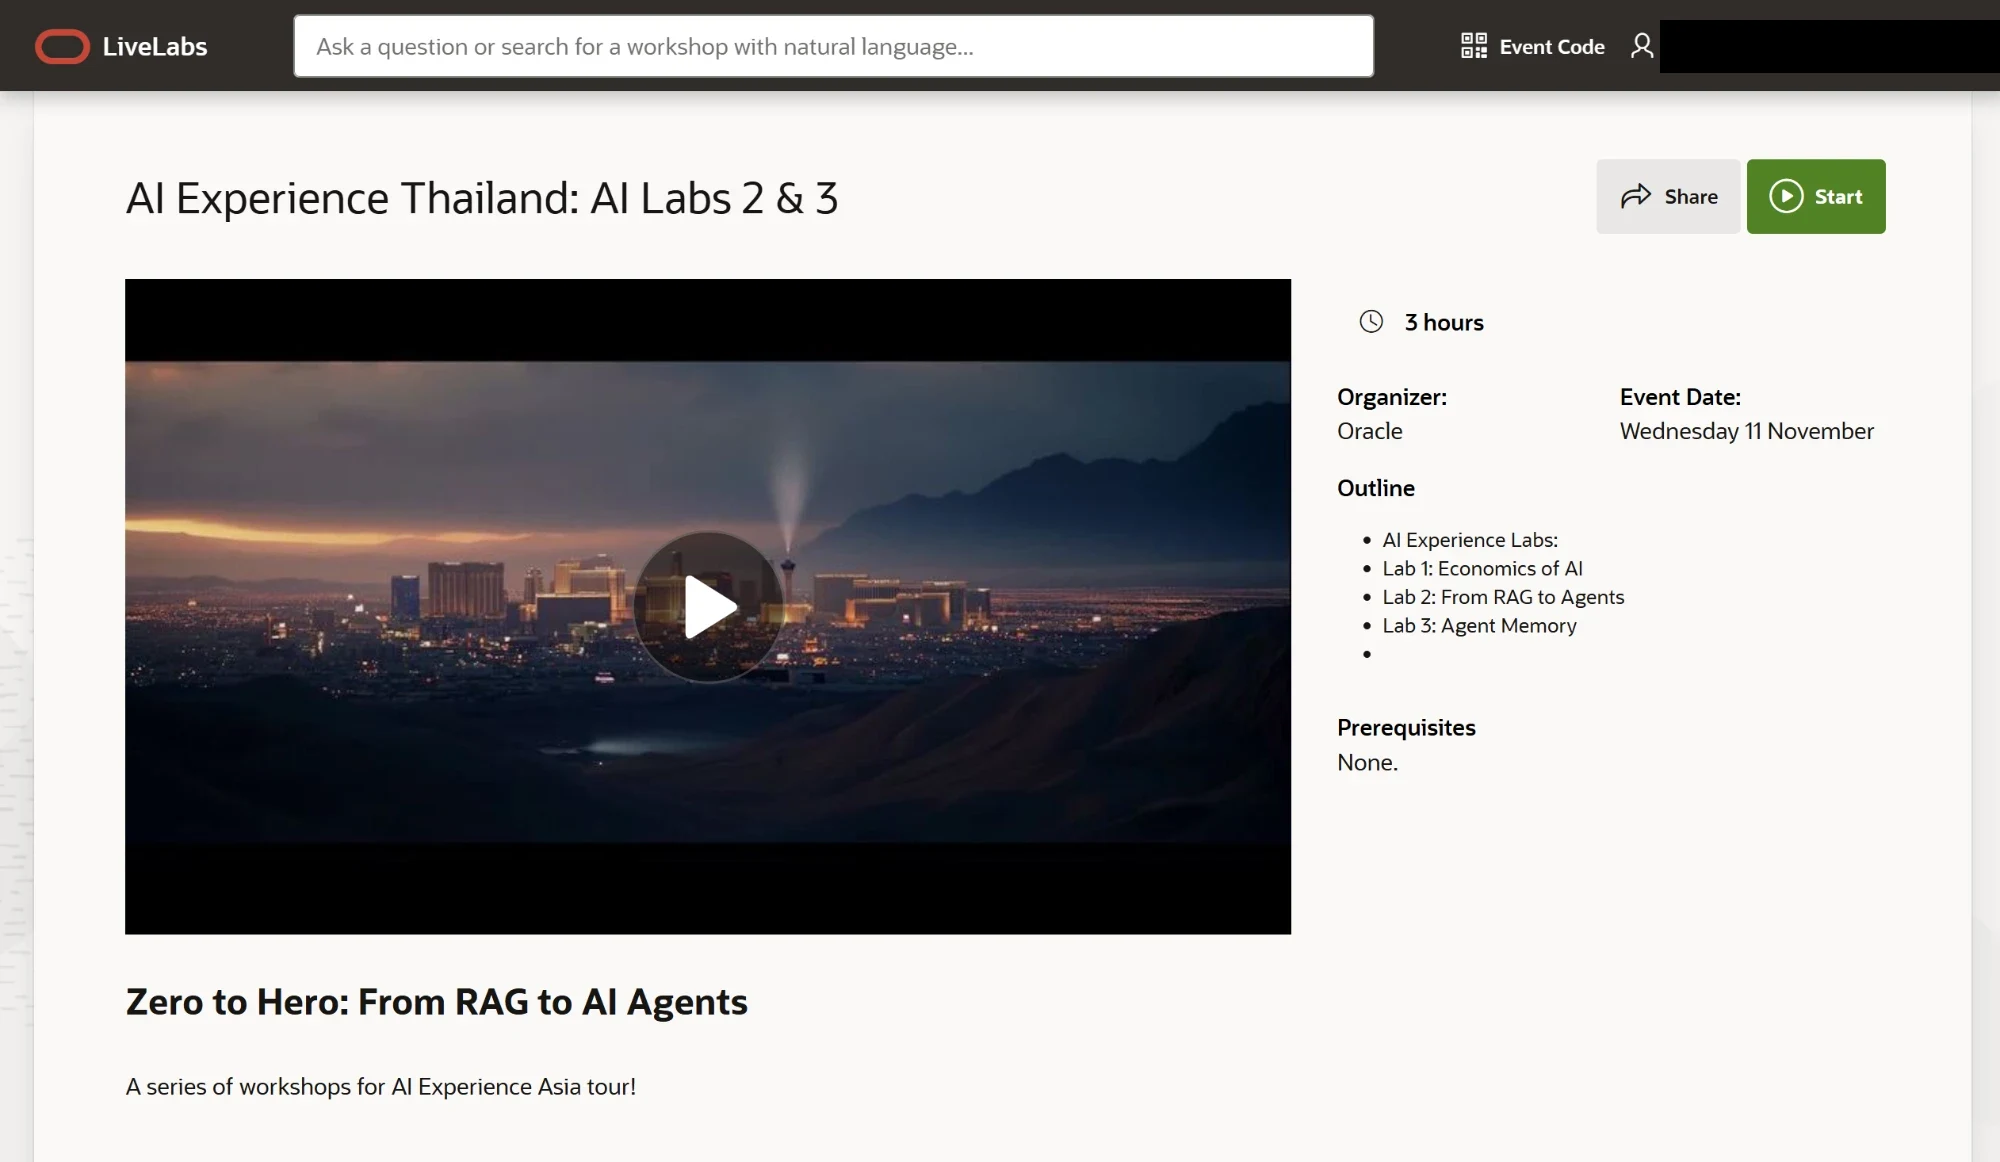 LiveLabs
Ask a question or search for a workshop with natural language...
Event Code
AI Experience Thailand: AI Labs 2 & 3
Share
Start
3 hours
Organizer:
Oracle
Event Date:
Wednesday 11 November
Outline
AI Experience Labs:
Lab 1: Economics of AI
Lab 2: From RAG to Agents
Lab 3: Agent Memory
Prerequisites
None.
Zero to Hero: From RAG to AI Agents
A series of workshops for AI Experience Asia tour!